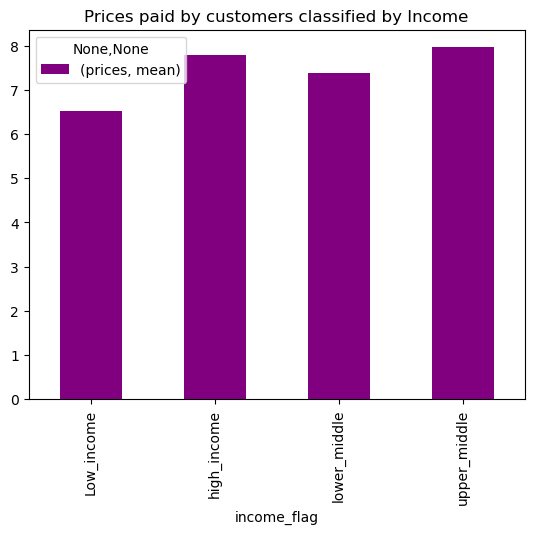 Prices paid by customers classified by Income
None,None
(prices, mean)
8
7
6
5
4
3
2
1
0
Low_income
high_income
lower_middle
upper_middle
income_flag